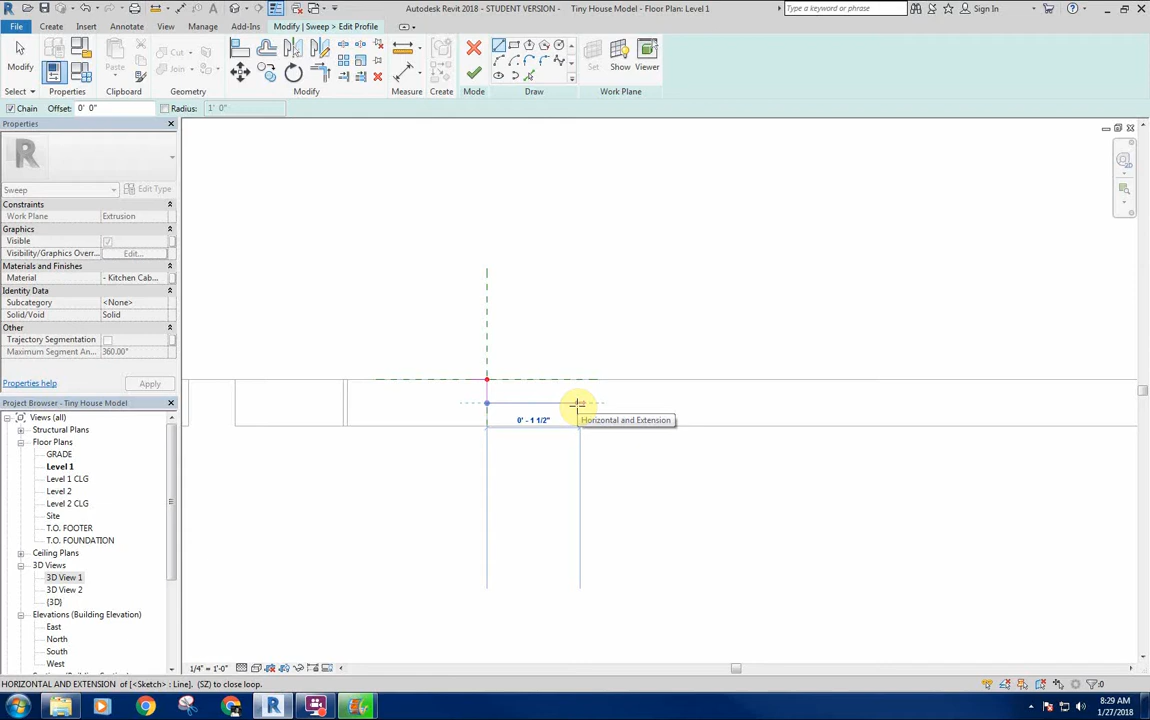 Autodesk Revit 2018 - STUDENT VERSION - Tiny House Model - Floor Plan: Level 1
Type a keyword or phrase
Sign In
File Create Insert Annotate View Manage Add-Ins Modify | Sweep > Edit Profile
Modify
Paste
Cut
Join
Set Show Viewer
Select Properties Clipboard Geometry Modify Measure Create Mode Draw Work Plane
Chain Offset: 0' 0" Radius: 1' 0"
Properties
Sweep
Edit Type
Constraints
Work Plane Extrusion
Graphics
Visible
Visibility/Graphics Overr... Edit...
Materials and Finishes
Material - Kitchen Cab...
Identity Data
Subcategory <None>
Solid/Void Solid
Other
Trajectory Segmentation
Maximum Segment An... 360.00°
Properties help Apply
Project Browser - Tiny House Model
Views (all)
Structural Plans
Floor Plans
GRADE
Level 1
Level 1 CLG
Level 2
Level 2 CLG
Site
T.O. FOOTER
T.O. FOUNDATION
Ceiling Plans
3D Views
3D View 1
3D View 2
{3D}
Elevations (Building Elevation)
East
North
South
West
0' - 1 1/2"
Horizontal and Extension
1/4" = 1'-0"
HORIZONTAL AND EXTENSION of [<Sketch> : Line]. (SZ) to close loop.
:0
8:29 AM
1/27/2018